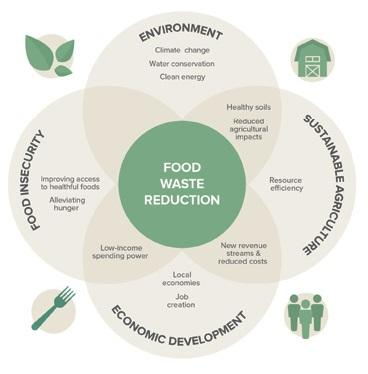 ENVIRONMENT
Climate change
Water conservation
Clean energy
Healthy soils
Reduced
agricultural
impacts
SUSTAINABLE AGRICULTURE
Resource
efficiency
FOOD INSECURITY
Improving access
to healthful foods
Alleviating
hunger
FOOD
WASTE
REDUCTION
Low-income
spending power
New revenue
streams &
reduced costs
Local
economies
Job
creation
ECONOMIC DEVELOPMENT